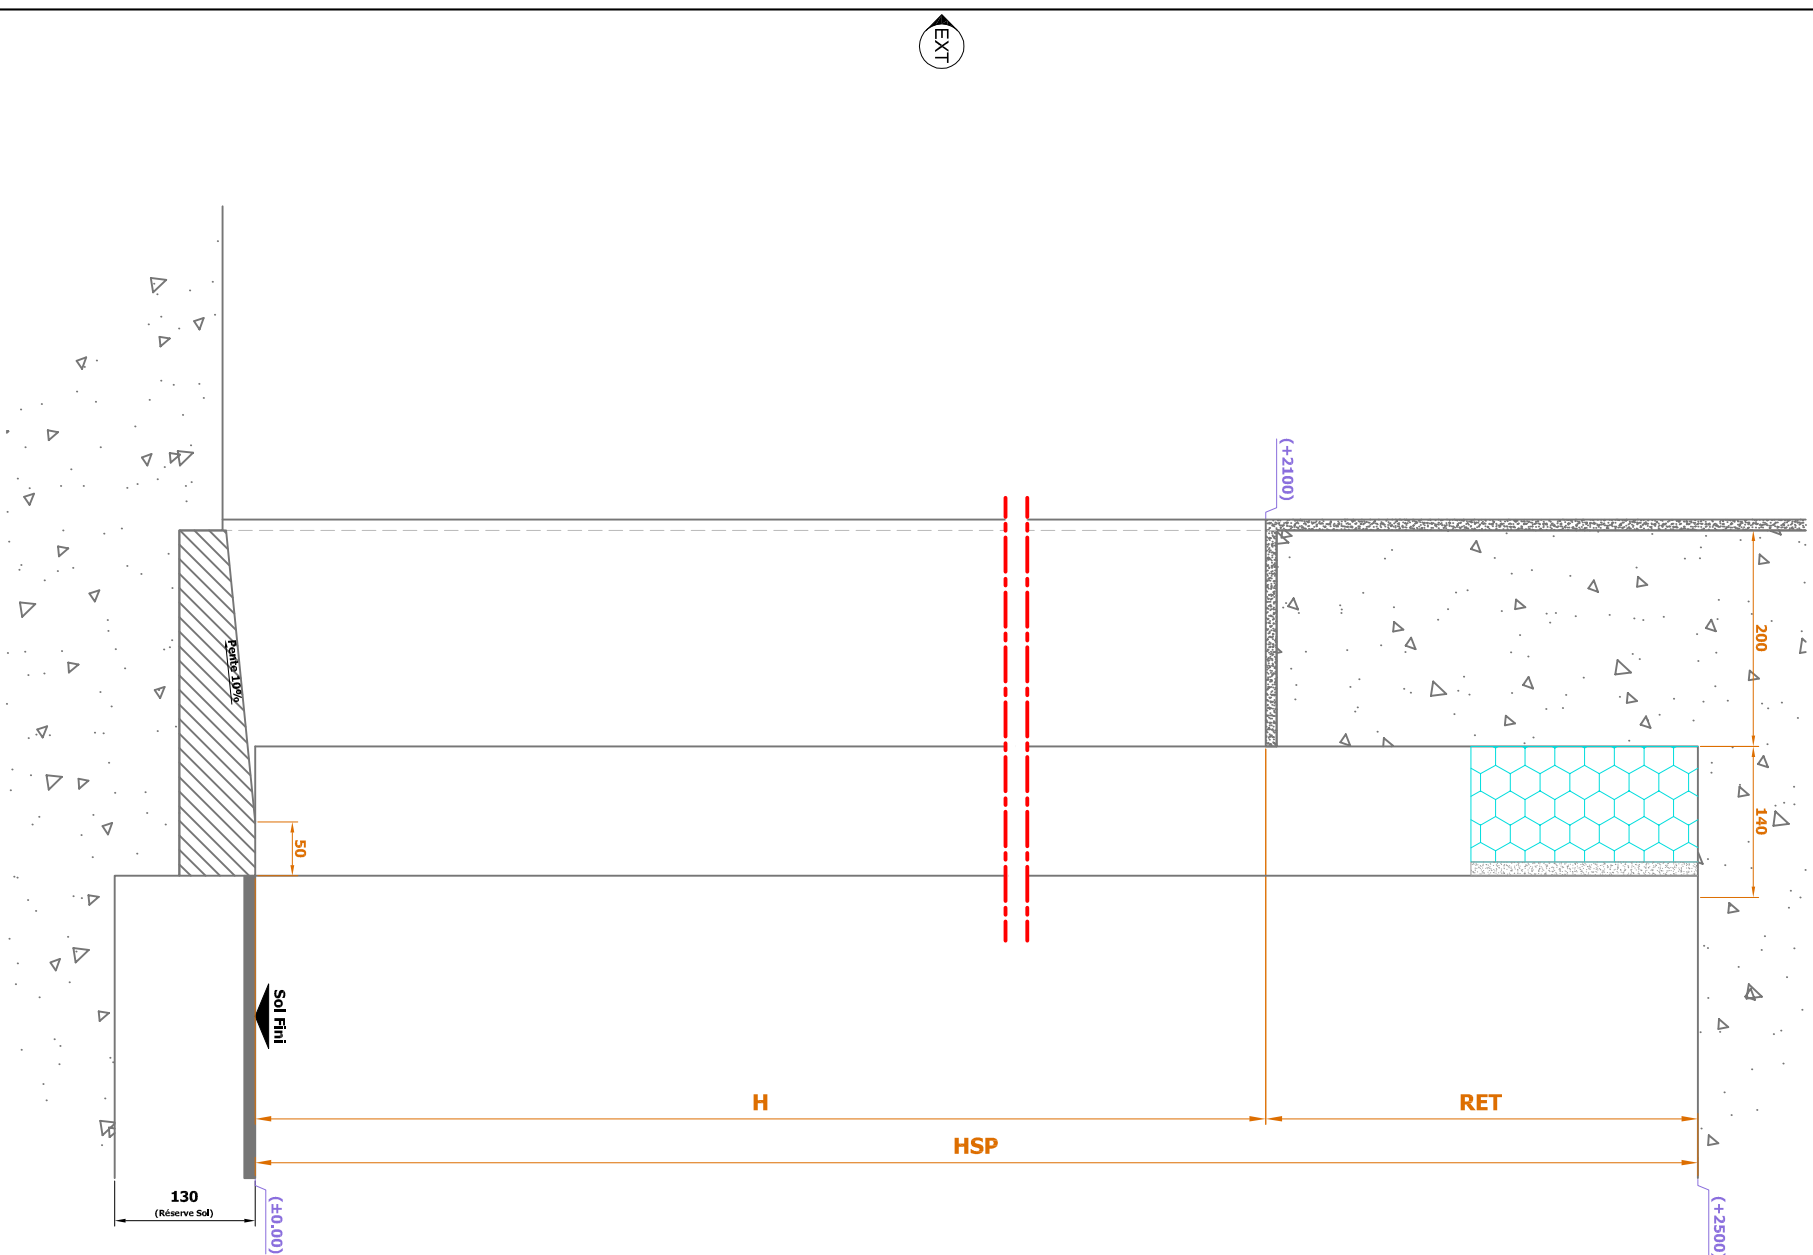 EXT
(+2100)
200
Pente 10%
140
50
Sol Fini
H
RET
HSP
130
(Réserve Sol)
(±0.00)
(+2500)